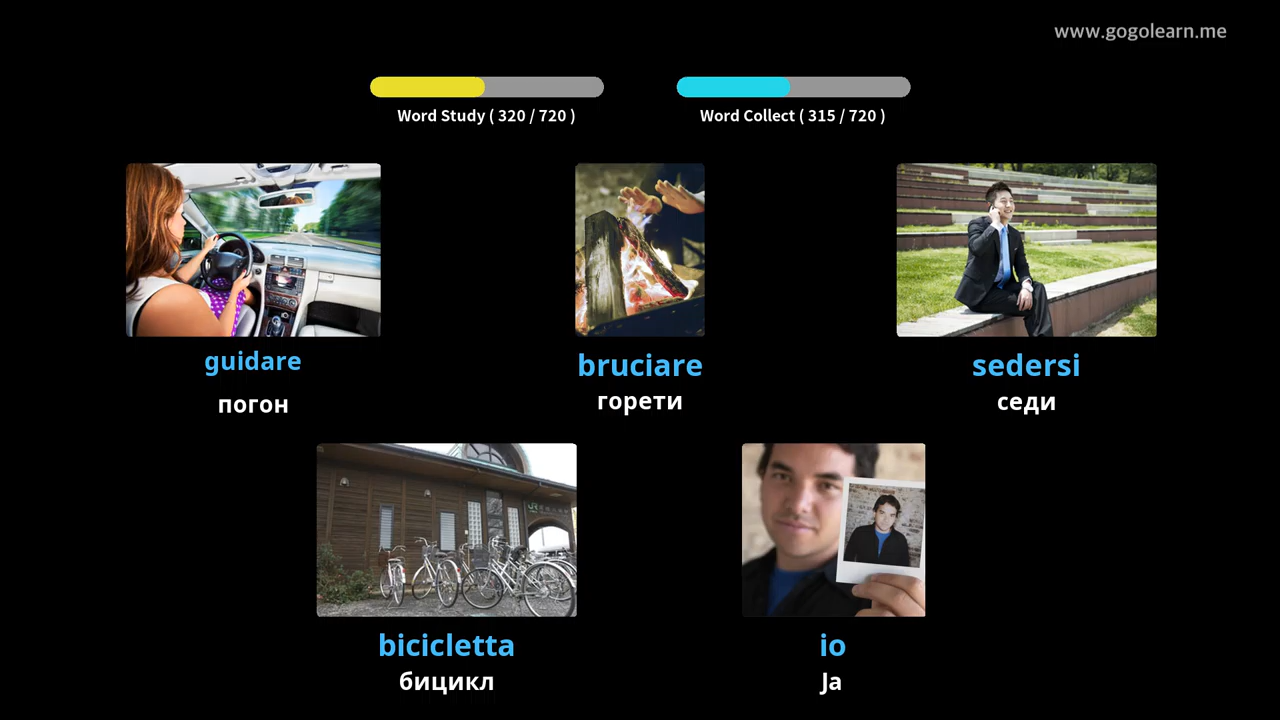 www.gogolearn.me
Word Study ( 320 / 720 )
Word Collect ( 315 / 720 )
guidare
погон
bruciare
горети
sedersi
седи
bicicletta
бицикл
io
Ја